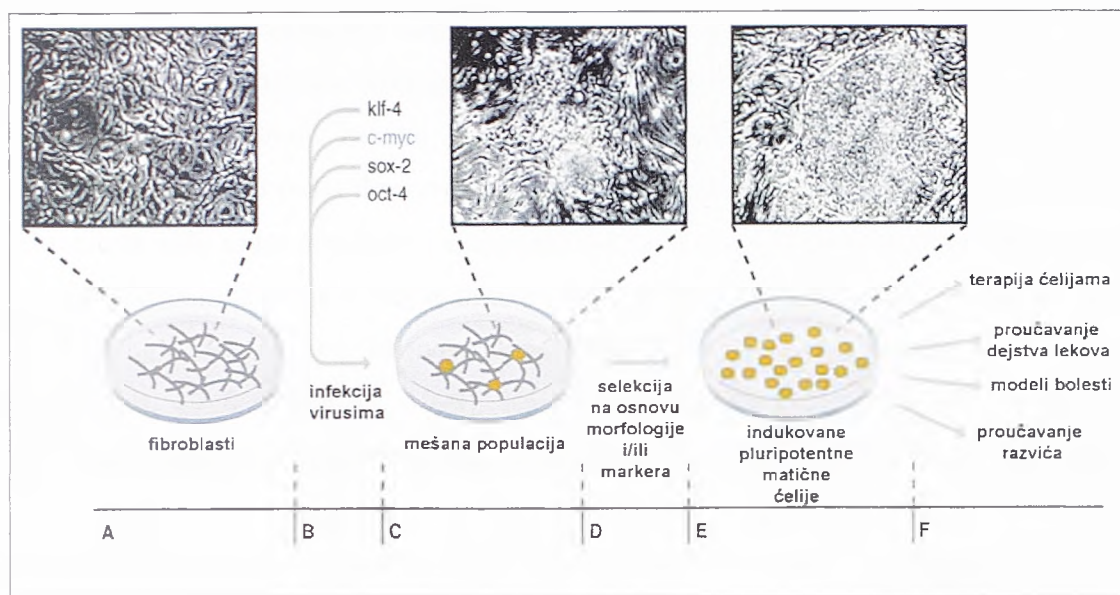 klf-4
c-myc
sox-2
oct-4
infekcija
virusima
fibroblasti
mešana populacija
selekcija
na osnovu
morfologije
i/ili
markera
indukovane
pluripotentne
matične
ćelije
terapija ćelijama
proučavanje
dejstva lekova
modeli bolesti
proučavanje
razvića
A
B
C
D
E
F